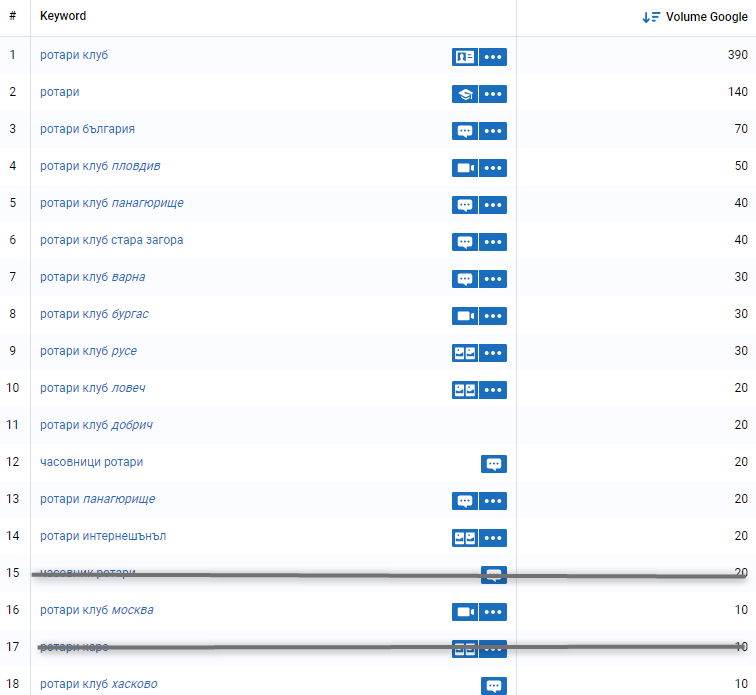 # Keyword Volume Google
1 ротари клуб 390
2 ротари 140
3 ротари българия 70
4 ротари клуб пловдив 50
5 ротари клуб панагюрище 40
6 ротари клуб стара загора 40
7 ротари клуб варна 30
8 ротари клуб бургас 30
9 ротари клуб русе 30
10 ротари клуб ловеч 20
11 ротари клуб добрич 20
12 часовници ротари 20
13 ротари панагюрище 20
14 ротари интернешънъл 20
15 часовник ротари 20
16 ротари клуб москва 10
17 ротари 10
18 ротари клуб хасково 10